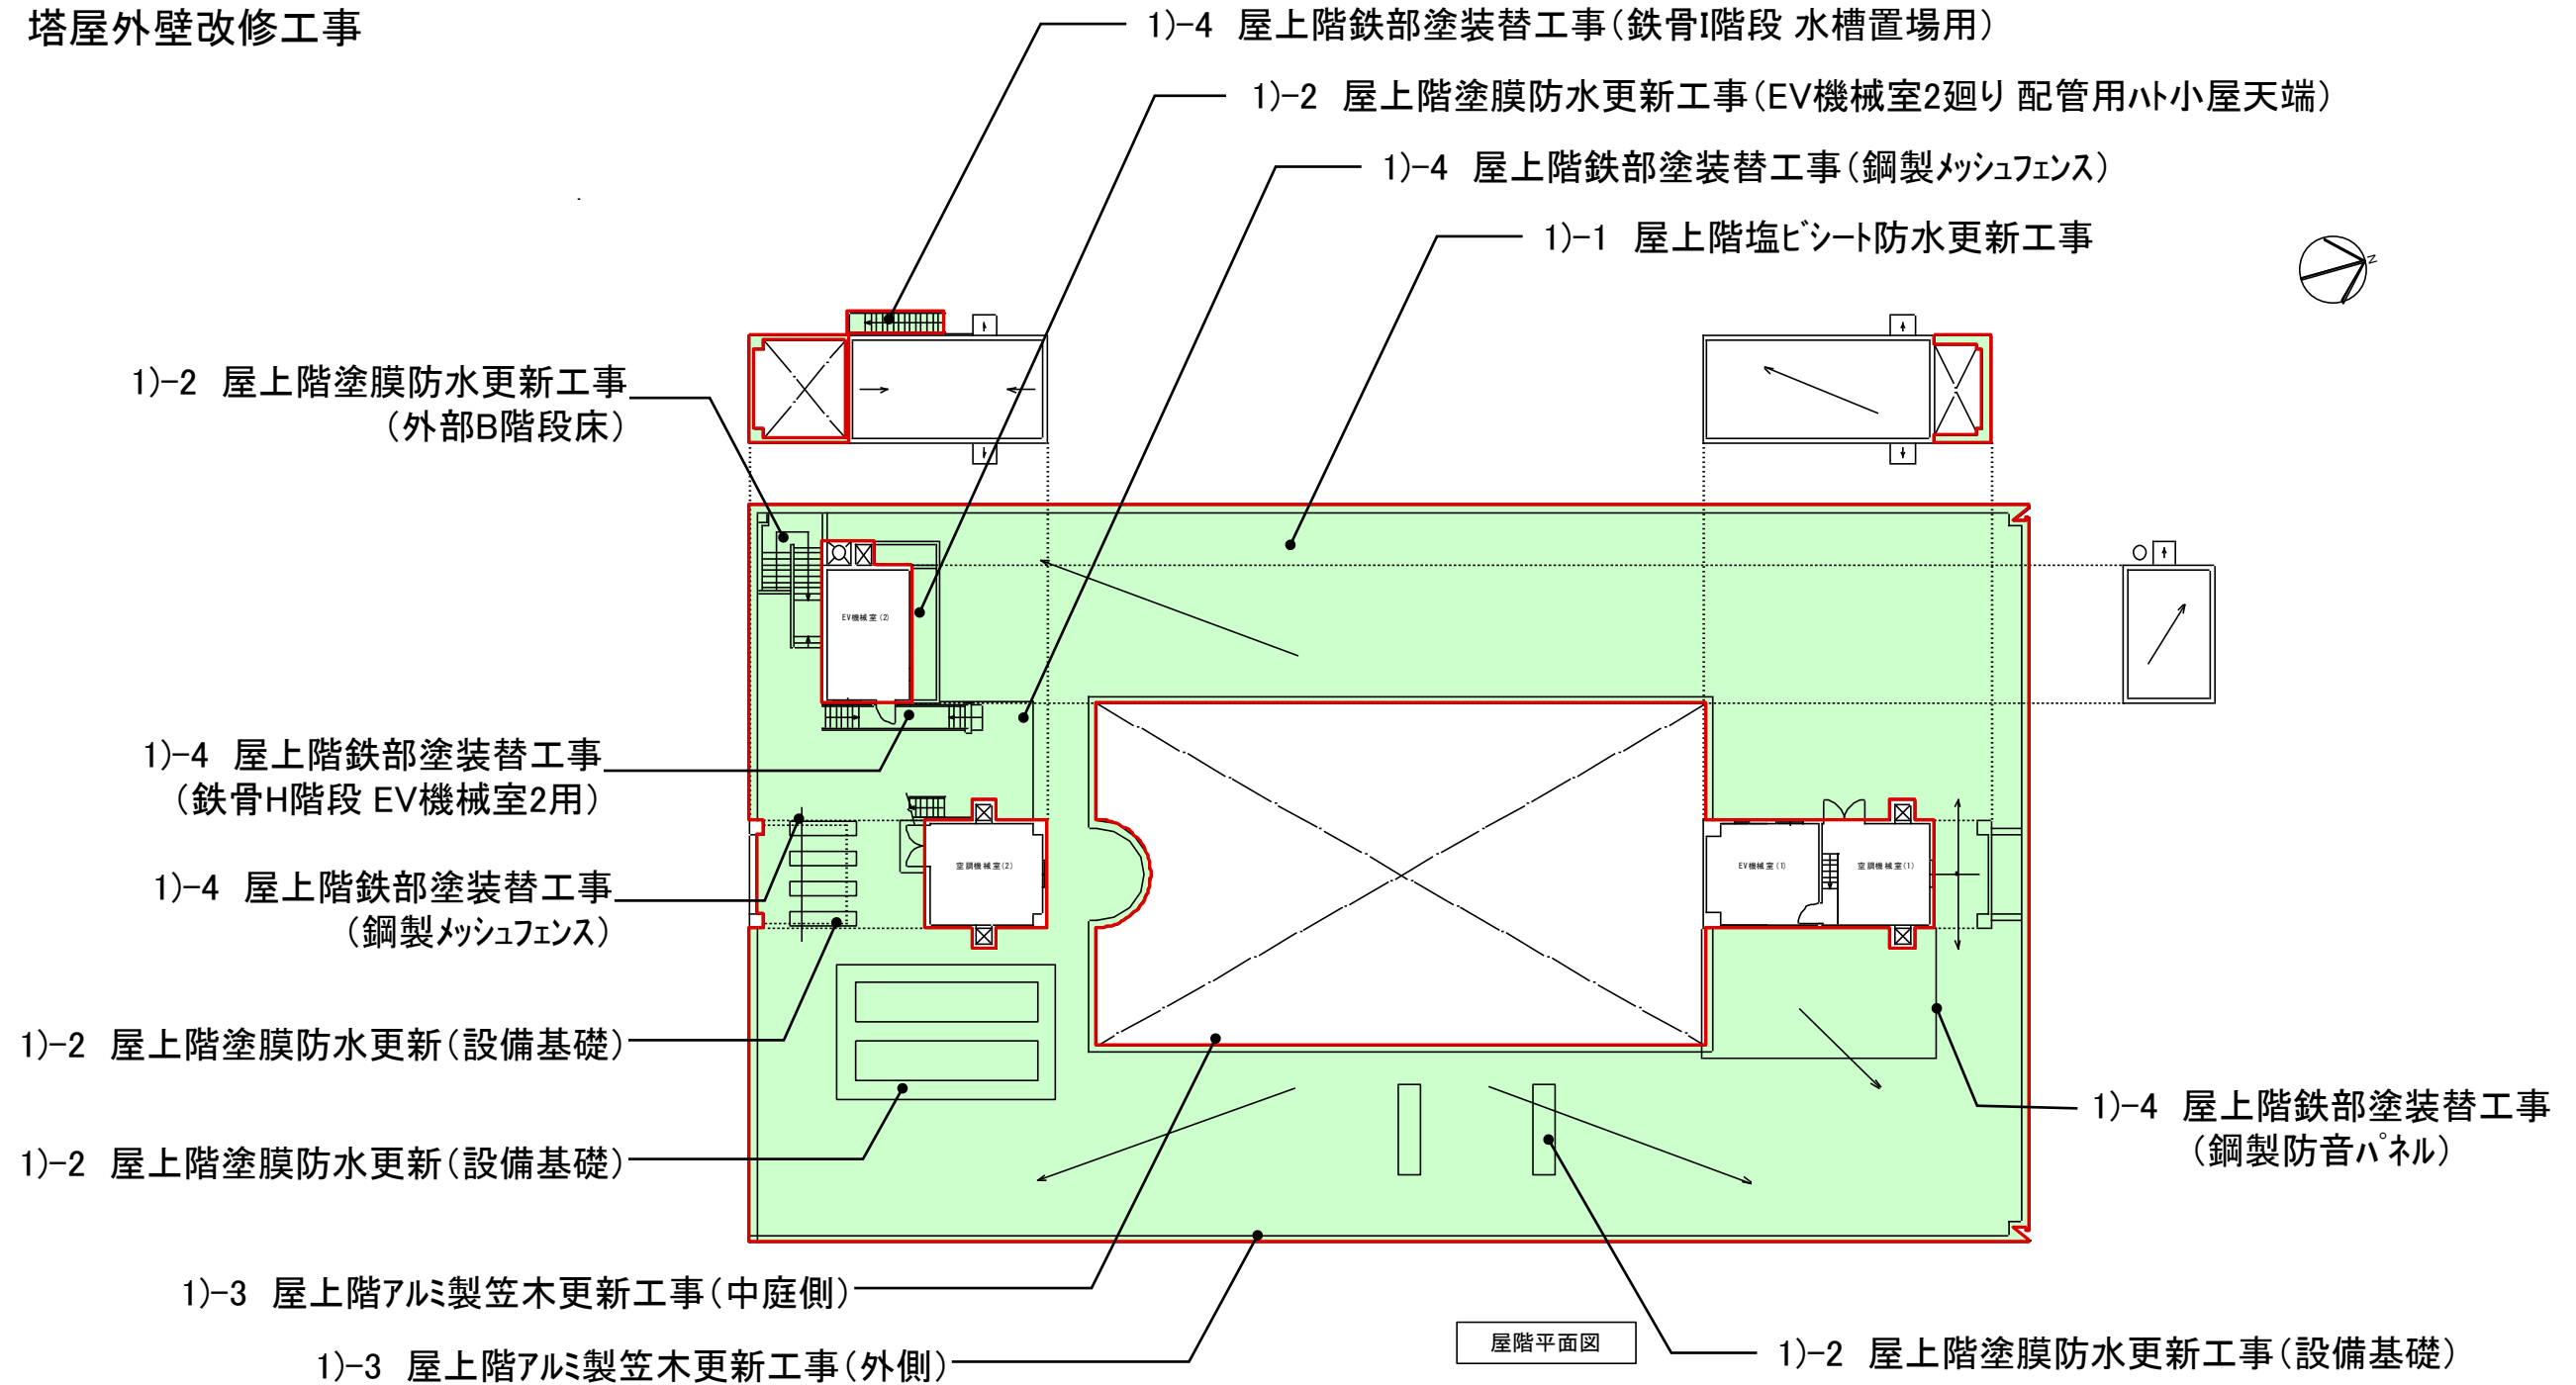 塔屋外壁改修工事
1)-4 屋上階鉄部塗装替工事(鉄骨I階段 水槽置場用)
1)-2 屋上階塗膜防水更新工事(EV機械室2廻り 配管用ﾊﾄ小屋天端)
1)-4 屋上階鉄部塗装替工事(鋼製ﾒｯｼｭﾌｪﾝｽ)
1)-1 屋上階塩ﾋﾞｼｰﾄ防水更新工事
N
1)-2 屋上階塗膜防水更新工事
(外部B階段床)
EV機械室(2)
1)-4 屋上階鉄部塗装替工事
(鉄骨H階段 EV機械室2用)
1)-4 屋上階鉄部塗装替工事
(鋼製ﾒｯｼｭﾌｪﾝｽ)
空調機械室(2)
EV機械室(1)
空調機械室(1)
1)-2 屋上階塗膜防水更新(設備基礎)
1)-2 屋上階塗膜防水更新(設備基礎)
1)-4 屋上階鉄部塗装替工事
(鋼製防音ﾊﾟﾈﾙ)
1)-3 屋上階ｱﾙﾐ製笠木更新工事(中庭側)
1)-3 屋上階ｱﾙﾐ製笠木更新工事(外側)
屋階平面図
1)-2 屋上階塗膜防水更新工事(設備基礎)